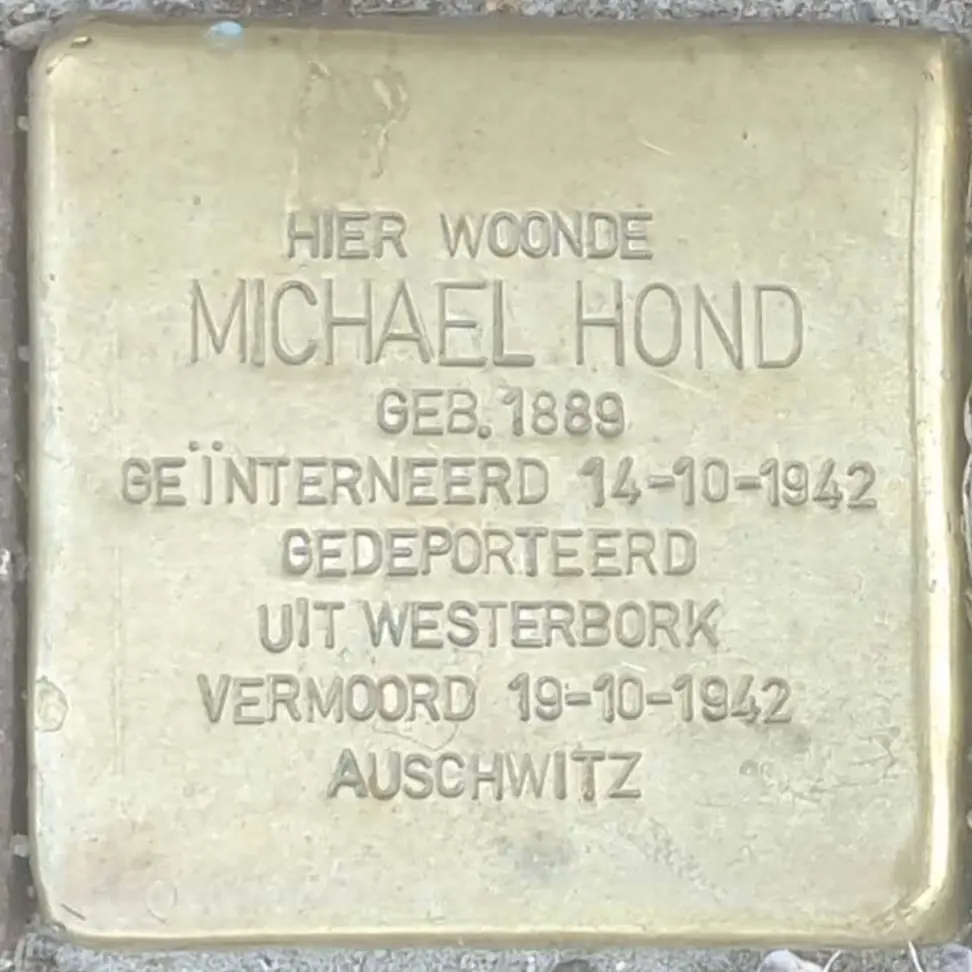 HIER WOONDE
MICHAEL HOND
GEB. 1889
GEÏNTERNEERD 14-10-1942
GEDEPORTEERD
UIT WESTERBORK
VERMOORD 19-10-1942
AUSCHWITZ